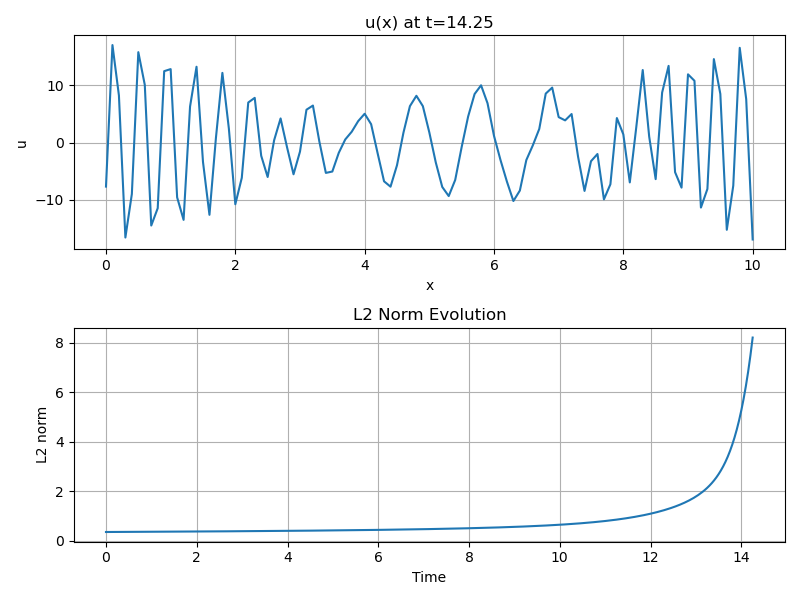 u(x) at t=14.25
u
10
0
−10
0 2 4 6 8 10
x
L2 Norm Evolution
L2 norm
8
6
4
2
0
0 2 4 6 8 10 12 14
Time